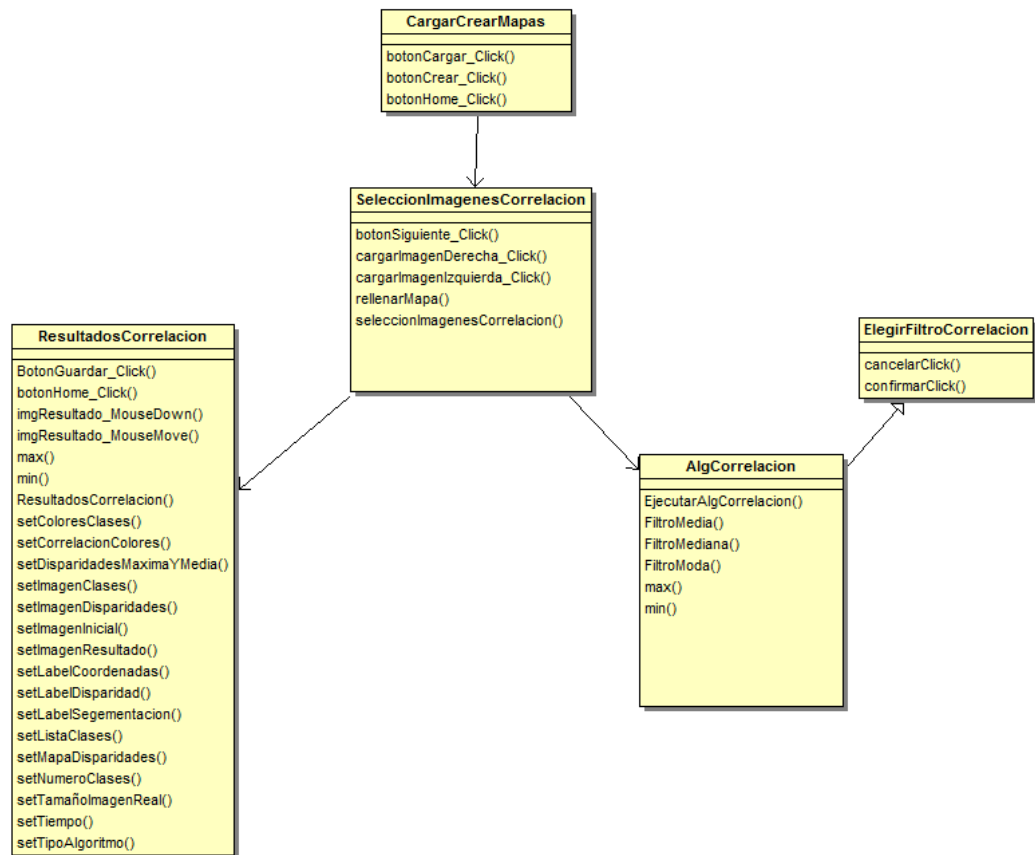 CargarCrearMapas
botonCargar_Click()
botonCrear_Click()
botonHome_Click()
SeleccionImagenesCorrelacion
botonSiguiente_Click()
cargarImagenDerecha_Click()
cargarImagenIzquierda_Click()
rellenarMapa()
seleccionImagenesCorrelacion()
ResultadosCorrelacion
BotonGuardar_Click()
botonHome_Click()
imgResultado_MouseDown()
imgResultado_MouseMove()
max()
min()
ResultadosCorrelacion()
setColoresClases()
setCorrelacionColores()
setDisparidadesMaximaYMedia()
setImagenClases()
setImagenDisparidades()
setImagenInicial()
setImagenResultado()
setLabelCoordenadas()
setLabelDisparidad()
setLabelSegementacion()
setListaClases()
setMapaDisparidades()
setNumeroClases()
setTamañoImagenReal()
setTiempo()
setTipoAlgoritmo()
ElegirFiltroCorrelacion
cancelarClick()
confirmarClick()
AlgCorrelacion
EjecutarAlgCorrelacion()
FiltroMedia()
FiltroMediana()
FiltroModa()
max()
min()